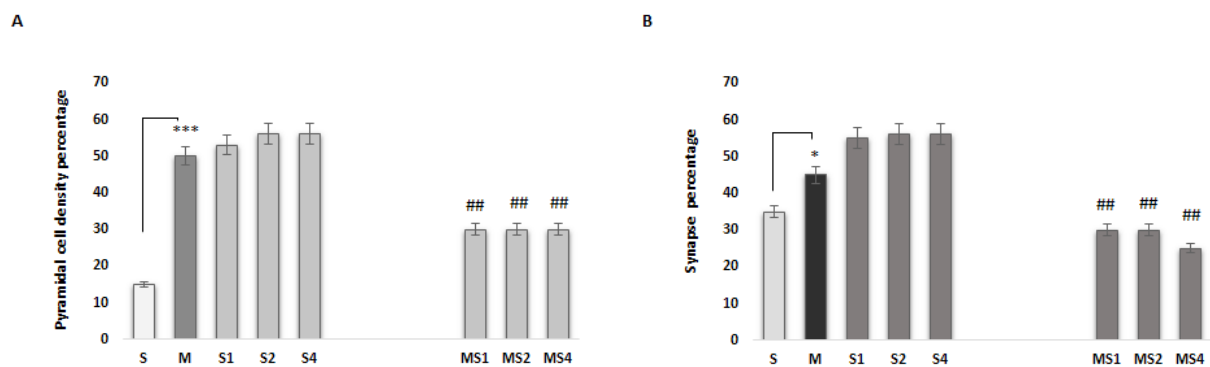 A
Pyramidal cell density percentage
70
60
50
40
30
20
10
0
***
##
##
##
S
M
S1
S2
S4
MS1
MS2
MS4
B
Synapse percentage
70
60
50
40
30
20
10
0
*
##
##
##
S
M
S1
S2
S4
MS1
MS2
MS4